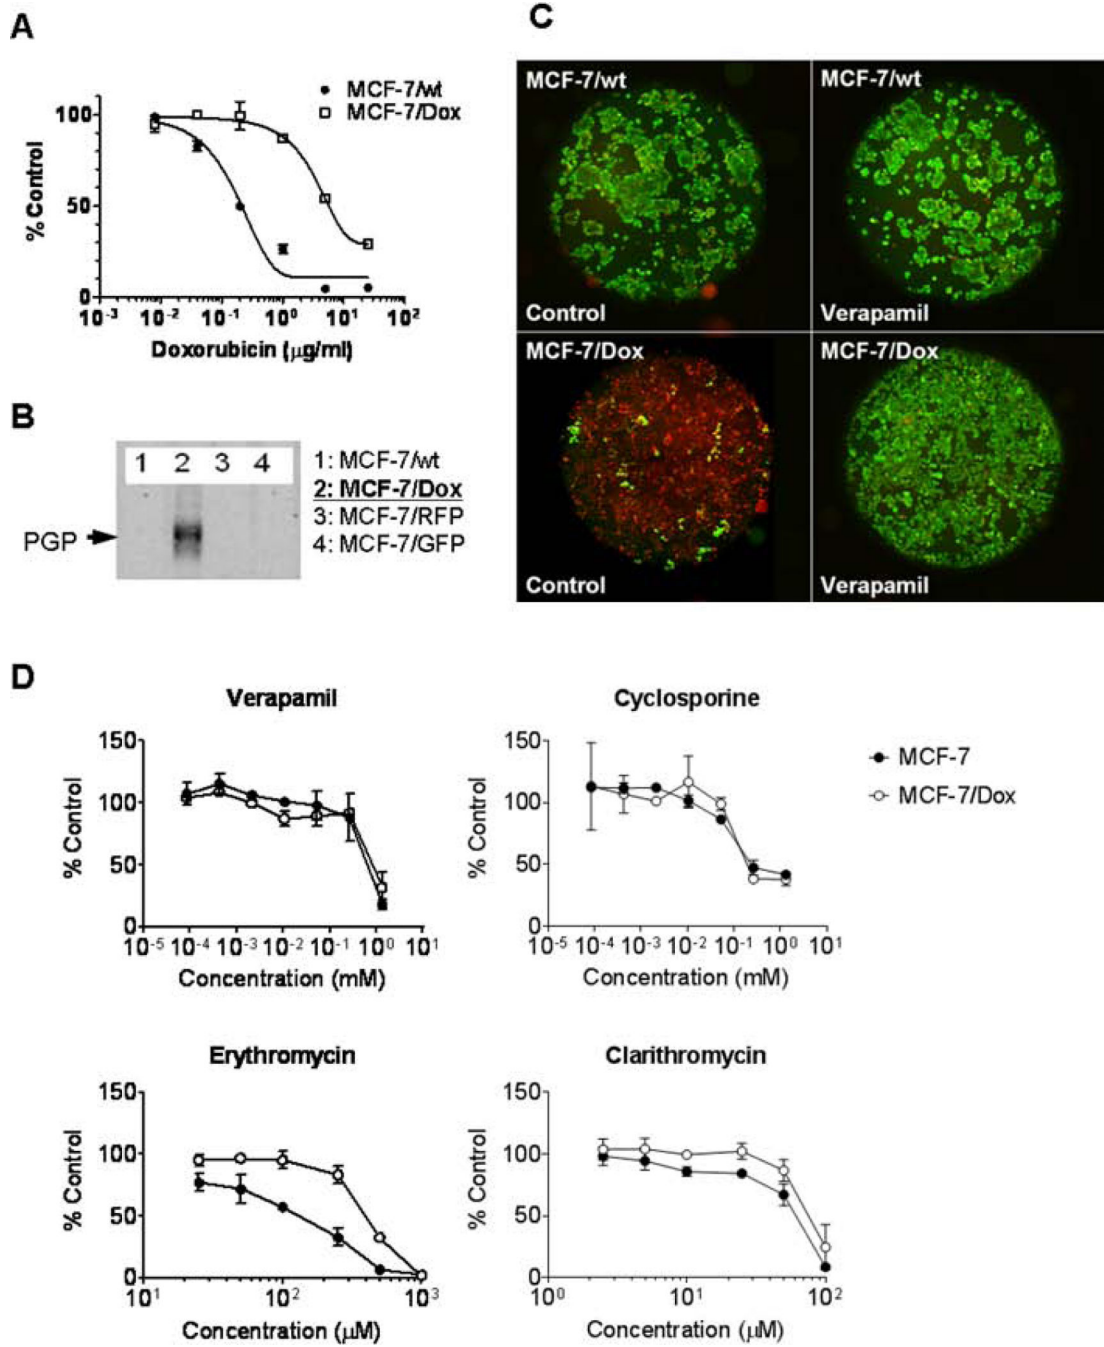 A
MCF-7/wt
MCF-7/Dox
100
50
0
% Control
10-3 10-2 10-1 100 101 102
Doxorubicin (μg/ml)
B
1 2 3 4
PGP
1: MCF-7/wt
2: MCF-7/Dox
3: MCF-7/RFP
4: MCF-7/GFP
C
MCF-7/wt
Control
MCF-7/wt
Verapamil
MCF-7/Dox
Control
MCF-7/Dox
Verapamil
D
Verapamil
150
100
50
0
% Control
10-5 10-4 10-3 10-2 10-1 100 101
Concentration (mM)
Cyclosporine
150
100
50
0
% Control
10-5 10-4 10-3 10-2 10-1 100 101
Concentration (mM)
MCF-7
MCF-7/Dox
Erythromycin
150
100
50
0
% Control
101 102 103
Concentration (μM)
Clarithromycin
150
100
50
0
% Control
100 101 102
Concentration (μM)